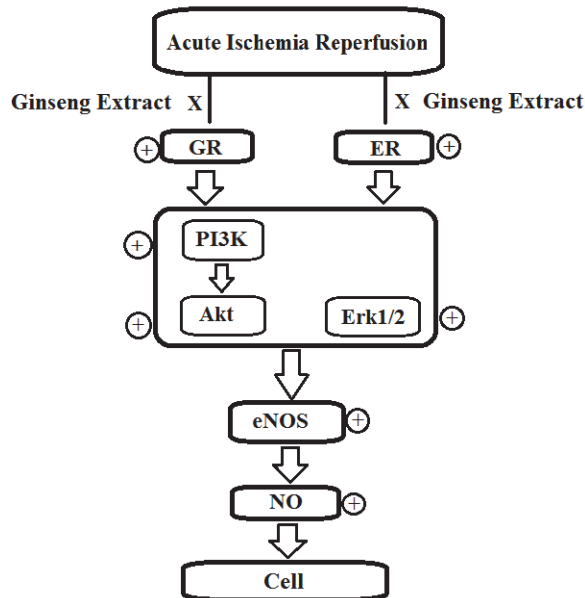 Acute Ischemia Reperfusion
Ginseng Extract X X Ginseng Extract
+ GR ER +
+ PI3K
+ Akt Erk1/2 +
eNOS +
NO +
Cell